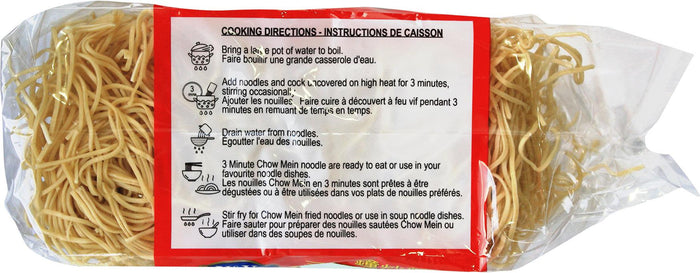 COOKING DIRECTIONS - INSTRUCTIONS DE CAISSON
Bring a large pot of water to boil.
Faire bouillir une grande casserole d'eau.
3
Add noodles and cook uncovered on high heat for 3 minutes,
stirring occasionally.
Ajouter les nouilles. Faire cuire à découvert à feu vif pendant 3
minutes en remuant de temps en temps.
Drain water from noodles.
Égoutter l'eau des nouilles.
3 Minute Chow Mein noodle are ready to eat or use in your
favourite noodle dishes.
Les nouilles Chow Mein en 3 minutes sont prêtes à être
dégustées ou à être utilisées dans vos plats de nouilles préférés.
Stir fry for Chow Mein fried noodles or use in soup noodle dishes.
Faire sauter pour préparer des nouilles sautées Chow Mein ou
utiliser dans des soupes de nouilles.